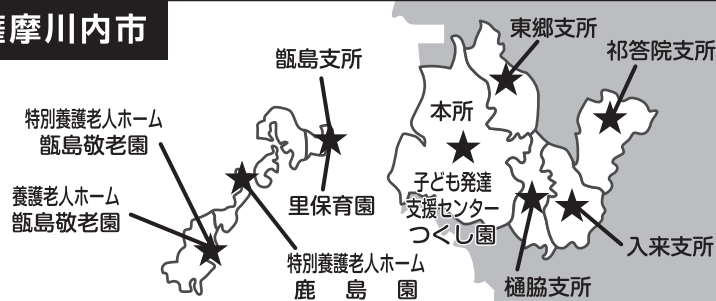 薩摩川内市
東郷支所
祁答院支所
甑島支所
本所
特別養護老人ホーム
甑島敬老園
子ども発達
支援センター
つくし園
養護老人ホーム
甑島敬老園
里保育園
入来支所
特別養護老人ホーム
鹿島園
樋脇支所